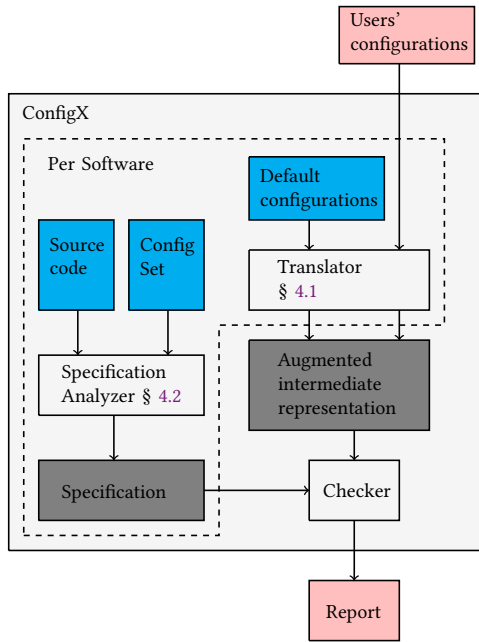 Users'
configurations
ConfigX
Per Software
Default
configurations
Source
code
Config
Set
Translator
§ 4.1
Specification
Analyzer § 4.2
Augmented
intermediate
representation
Specification
Checker
Report